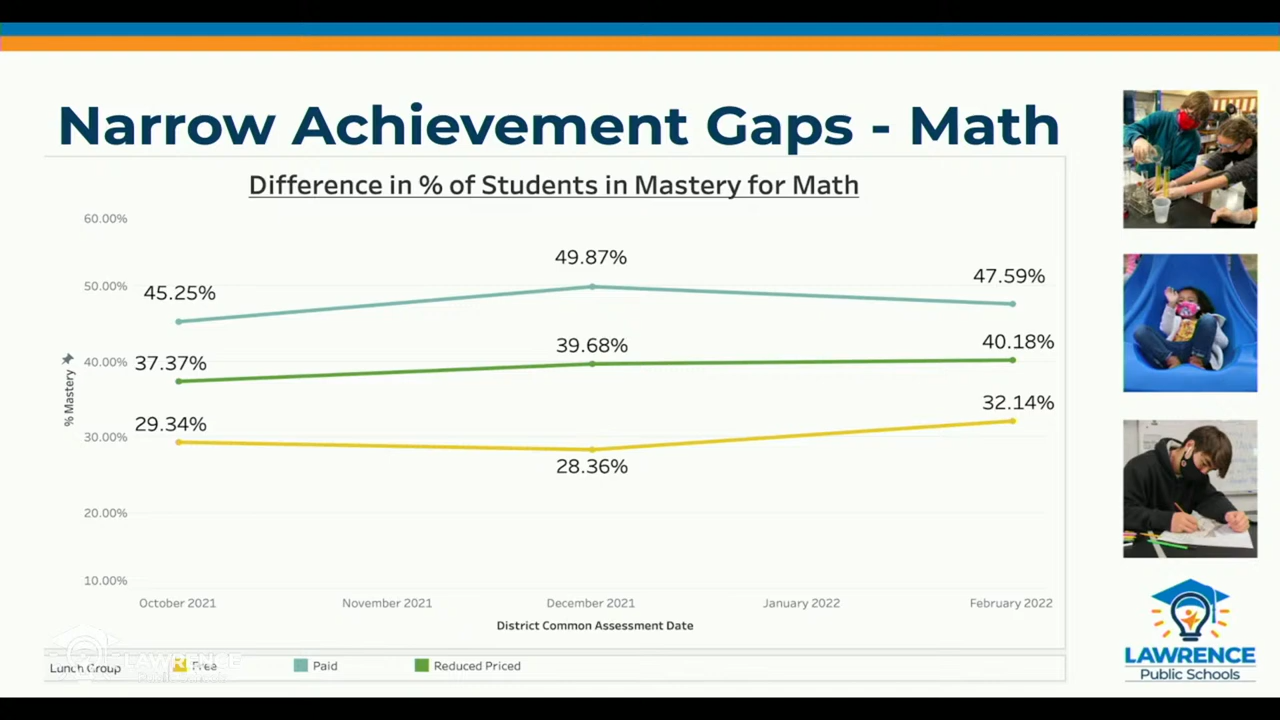 Narrow Achievement Gaps - Math
Difference in % of Students in Mastery for Math
60.00%
50.00%
40.00%
30.00%
20.00%
10.00%
% Mastery
45.25%
49.87%
47.59%
37.37%
39.68%
40.18%
29.34%
28.36%
32.14%
October 2021
November 2021
December 2021
January 2022
February 2022
District Common Assessment Date
Lunch Group
Free
Paid
Reduced Priced
LAWRENCE
Public Schools
LAWRENCE
Public Schools